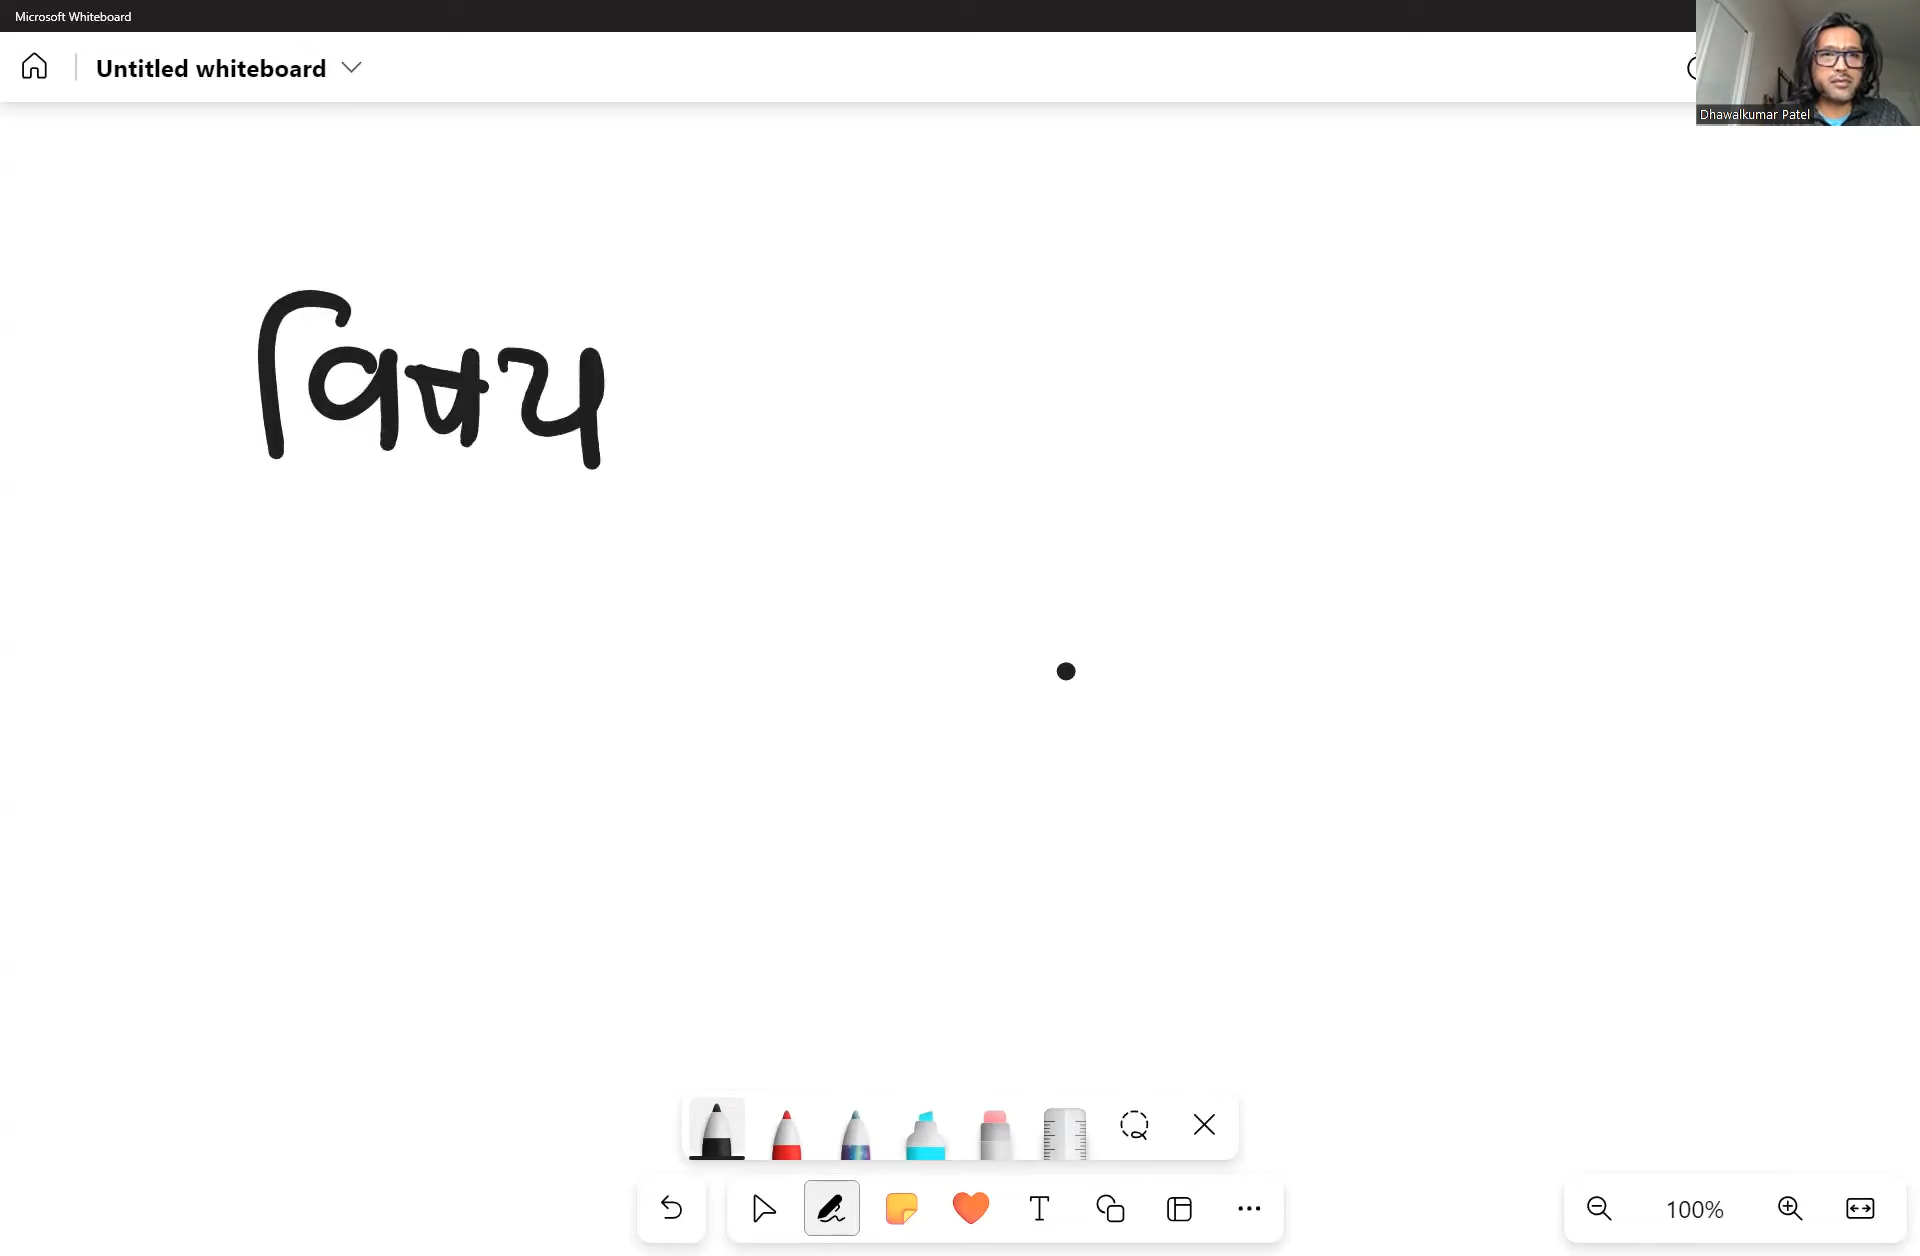 Microsoft Whiteboard
Untitled whiteboard
Dhawalkumar Patel
વિષય
100%